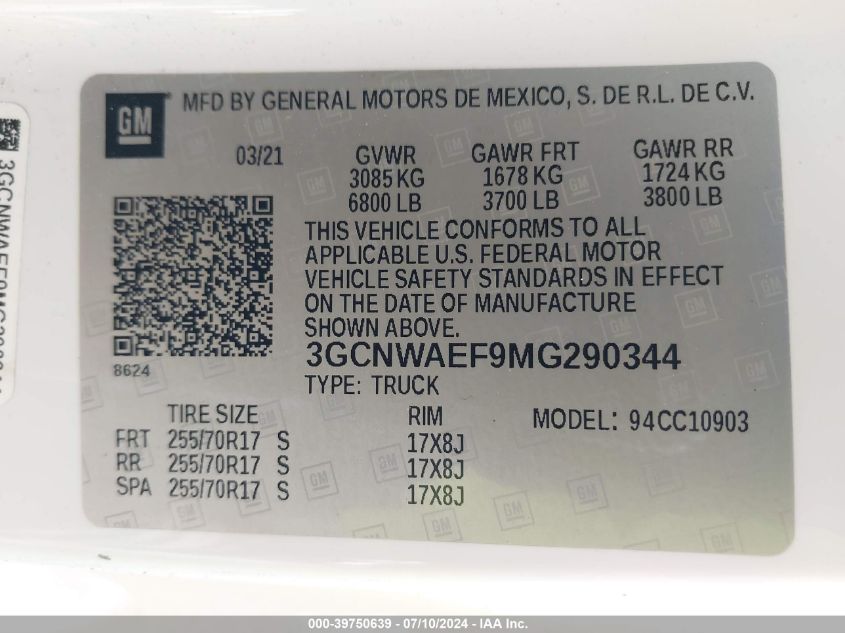 GM MFD BY GENERAL MOTORS DE MEXICO, S. DE R.L. DE C.V.
03/21 GVWR GAWR FRT GAWR RR
3085 KG 1678 KG 1724 KG
6800 LB 3700 LB 3800 LB
THIS VEHICLE CONFORMS TO ALL
APPLICABLE U.S. FEDERAL MOTOR
VEHICLE SAFETY STANDARDS IN EFFECT
ON THE DATE OF MANUFACTURE
SHOWN ABOVE.
3GCNWAEF9MG290344
8624
TYPE: TRUCK
TIRE SIZE RIM MODEL: 94CC10903
FRT 255/70R17 S 17X8J
RR 255/70R17 S 17X8J
SPA 255/70R17 S 17X8J
000-39750639 - 07/10/2024 - IAA Inc.